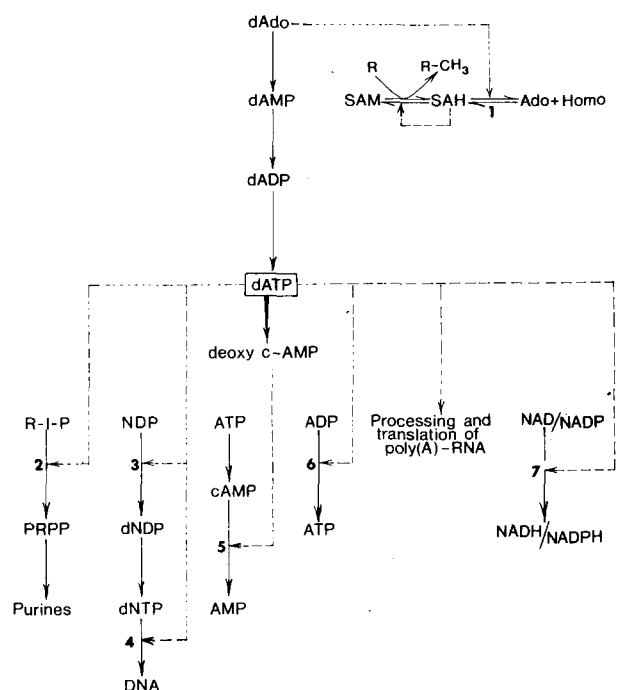 dAdo
R R-CH3
dAMP SAM SAH Ado+Homo
1
dADP
dATP
deoxy c-AMP
R-I-P NDP ATP ADP Processing and NAD/NADP
translation of
poly(A)-RNA
2 3 6 7
cAMP
PRPP dNDP ATP NADH/NADPH
5
Purines dNTP AMP
4
DNA